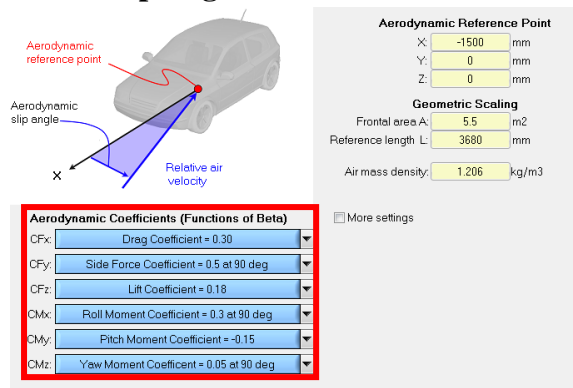 Aerodynamic
reference point
Aerodynamic
slip angle
X
Relative air
velocity
Aerodynamic Reference Point
X: -1500 mm
Y: 0 mm
Z: 0 mm
Geometric Scaling
Frontal area A: 5.5 m2
Reference length L: 3680 mm
Air mass density: 1.206 kg/m3
More settings
Aerodynamic Coefficients (Functions of Beta)
CFx: Drag Coefficient = 0.30
CFy: Side Force Coefficient = 0.5 at 90 deg
CFz: Lift Coefficient = 0.18
CMx: Roll Moment Coefficient = 0.3 at 90 deg
CMy: Pitch Moment Coefficient = -0.15
CMz: Yaw Moment Coefficent = 0.05 at 90 deg